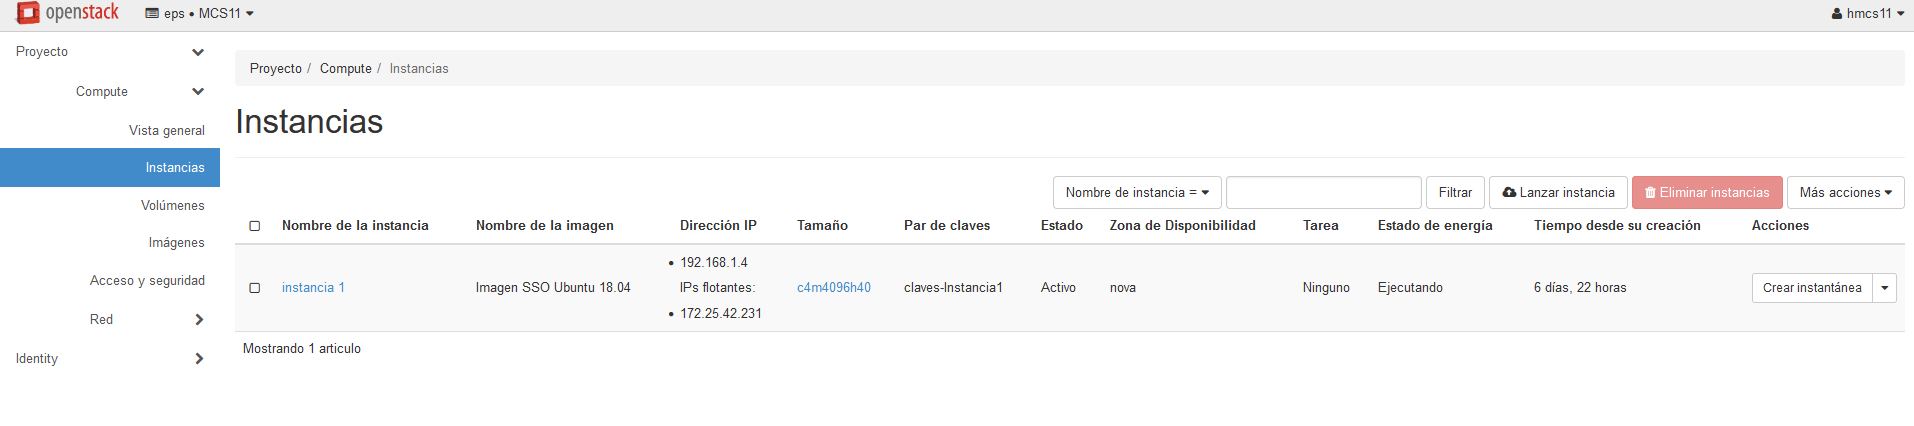 openstack eps • MCS11 hmcs11
Proyecto
Compute
Vista general
Instancias
Volúmenes
Imágenes
Acceso y seguridad
Red
Identity
Proyecto / Compute / Instancias
Instancias
Nombre de instancia = Filtrar Lanzar instancia Eliminar instancias Más acciones
Nombre de la instancia Nombre de la imagen Dirección IP Tamaño Par de claves Estado Zona de Disponibilidad Tarea Estado de energía Tiempo desde su creación Acciones
• 192.168.1.4
instancia 1 Imagen SSO Ubuntu 18.04 IPs flotantes: c4m4096h40 claves-Instancia1 Activo nova Ninguno Ejecutando 6 días, 22 horas Crear instantánea
• 172.25.42.231
Mostrando 1 articulo